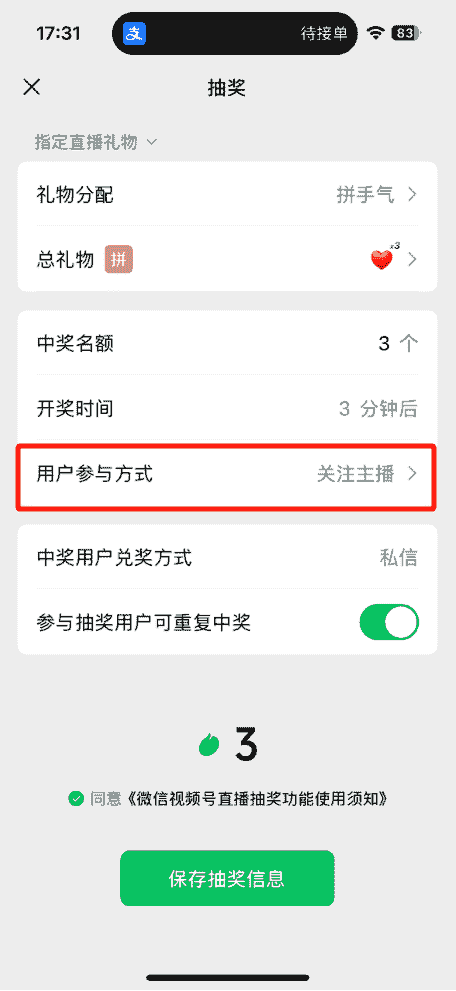 17:31 待接单 83
抽奖
指定直播礼物
礼物分配 拼手气
总礼物 拼 x3
中奖名额 3 个
开奖时间 3 分钟后
用户参与方式 关注主播
中奖用户兑奖方式 私信
参与抽奖用户可重复中奖
3
同意《微信视频号直播抽奖功能使用须知》
保存抽奖信息